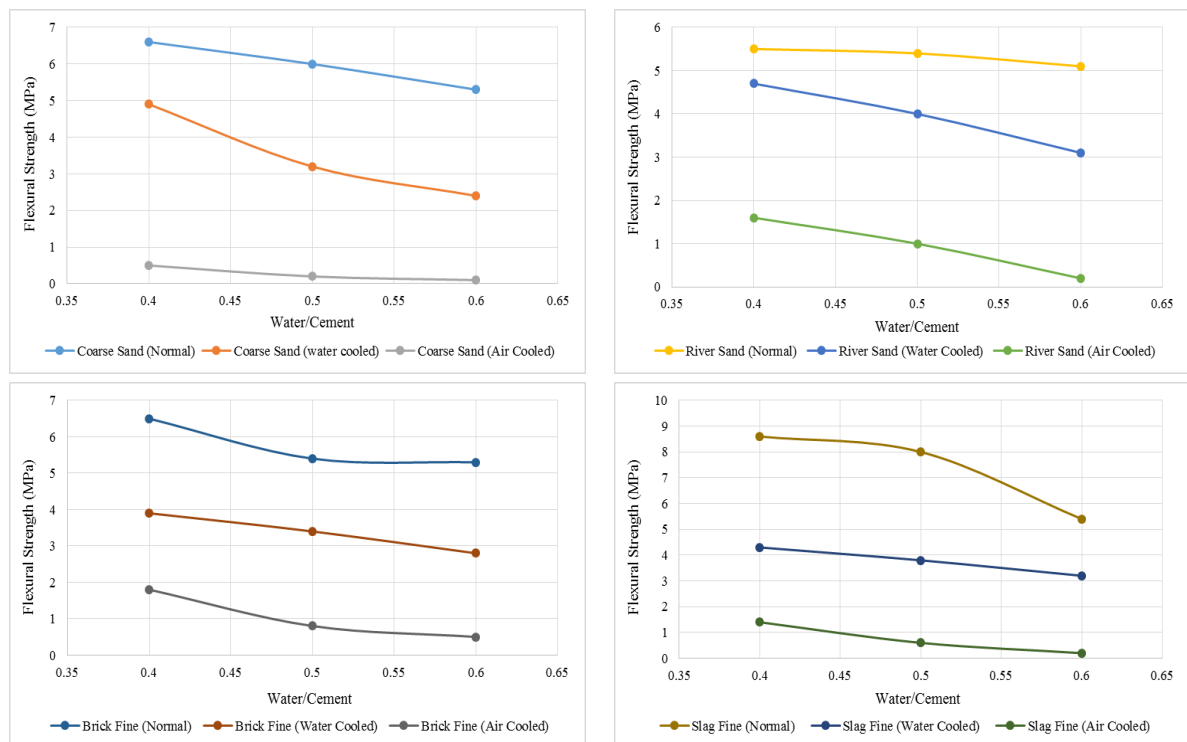 7
6
5
4
3
2
1
0
Flexural Strength (MPa)
0.35 0.4 0.45 0.5 0.55 0.6 0.65
Water/Cement
Coarse Sand (Normal) Coarse Sand (water cooled) Coarse Sand (Air Cooled)
6
5
4
3
2
1
0
Flexural Strength (MPa)
0.35 0.4 0.45 0.5 0.55 0.6 0.65
Water/Cement
River Sand (Normal) River Sand (Water Cooled) River Sand (Air Cooled)
7
6
5
4
3
2
1
0
Flexural Strength (MPa)
0.35 0.4 0.45 0.5 0.55 0.6 0.65
Water/Cement
Brick Fine (Normal) Brick Fine (Water Cooled) Brick Fine (Air Cooled)
10
9
8
7
6
5
4
3
2
1
0
Flexural Strength (MPa)
0.35 0.4 0.45 0.5 0.55 0.6 0.65
Water/Cement
Slag Fine (Normal) Slag Fine (Water Cooled) Slag Fine (Air Cooled)